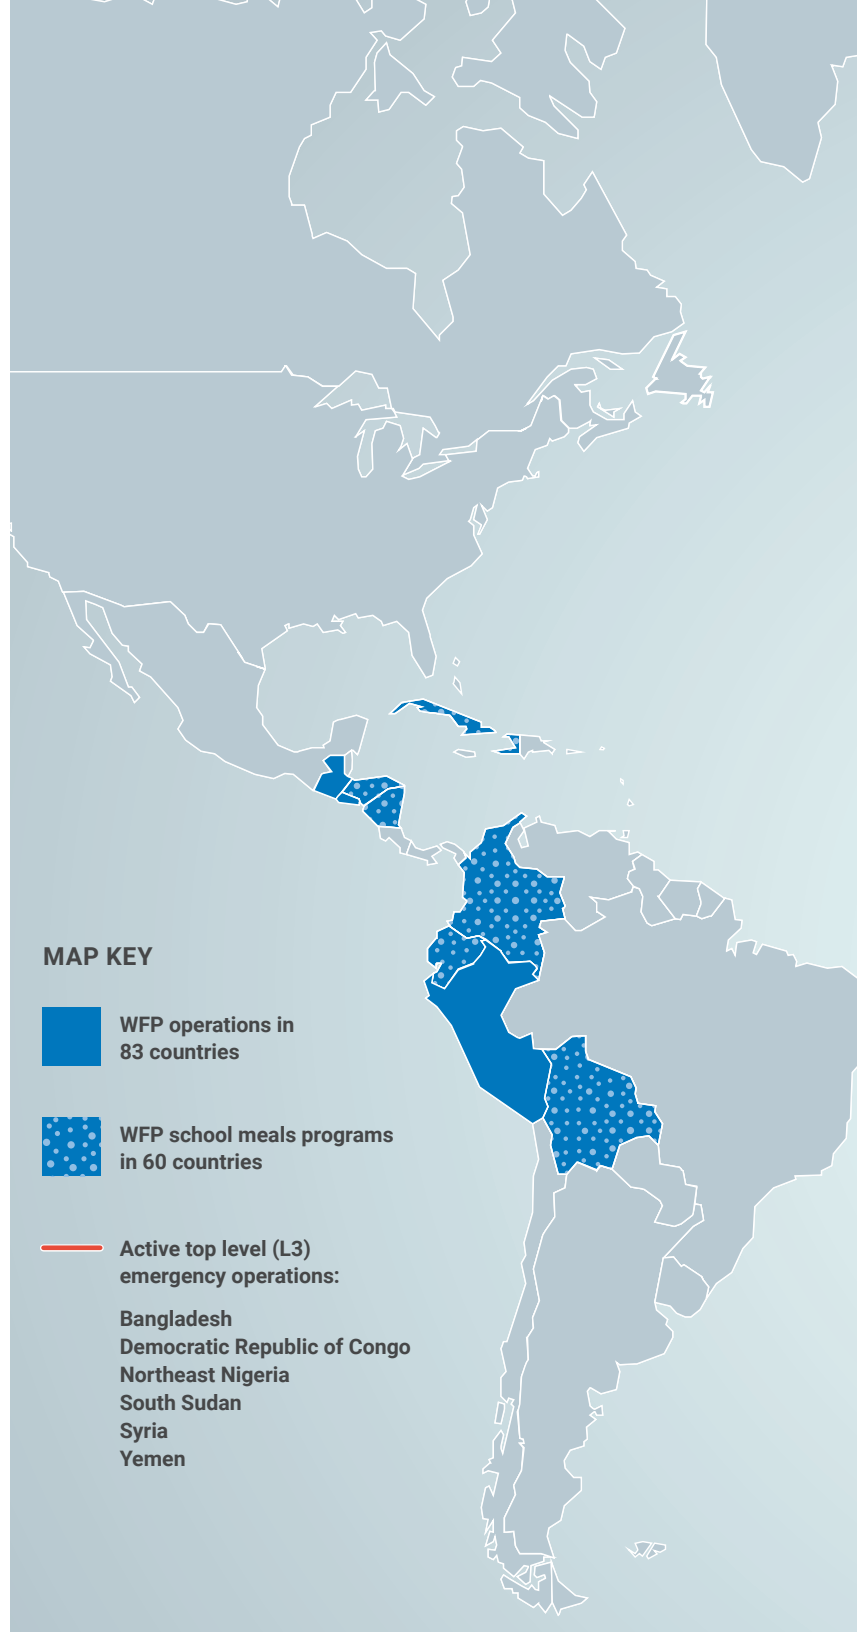 MAP KEY
WFP operations in
83 countries
WFP school meals programs
in 60 countries
Active top level (L3)
emergency operations:
Bangladesh
Democratic Republic of Congo
Northeast Nigeria
South Sudan
Syria
Yemen